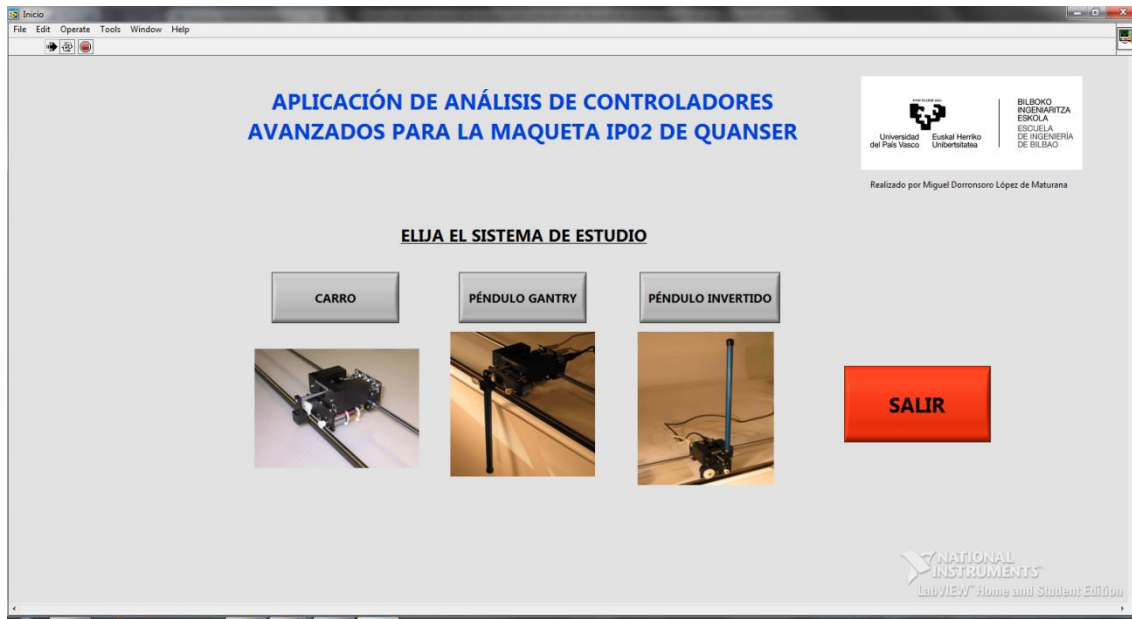 Inicio
File Edit Operate Tools Window Help
APLICACIÓN DE ANÁLISIS DE CONTROLADORES
AVANZADOS PARA LA MAQUETA IP02 DE QUANSER
Universidad del País Vasco
Euskal Herriko Unibertsitatea
BILBOKO
INGENIARITZA
ESKOLA
ESCUELA
DE INGENIERÍA
DE BILBAO
Realizado por Miguel Dorronsoro López de Maturana
ELIJA EL SISTEMA DE ESTUDIO
CARRO
PÉNDULO GANTRY
PÉNDULO INVERTIDO
SALIR
NATIONAL
INSTRUMENTS
LabVIEW Home and Student Edition